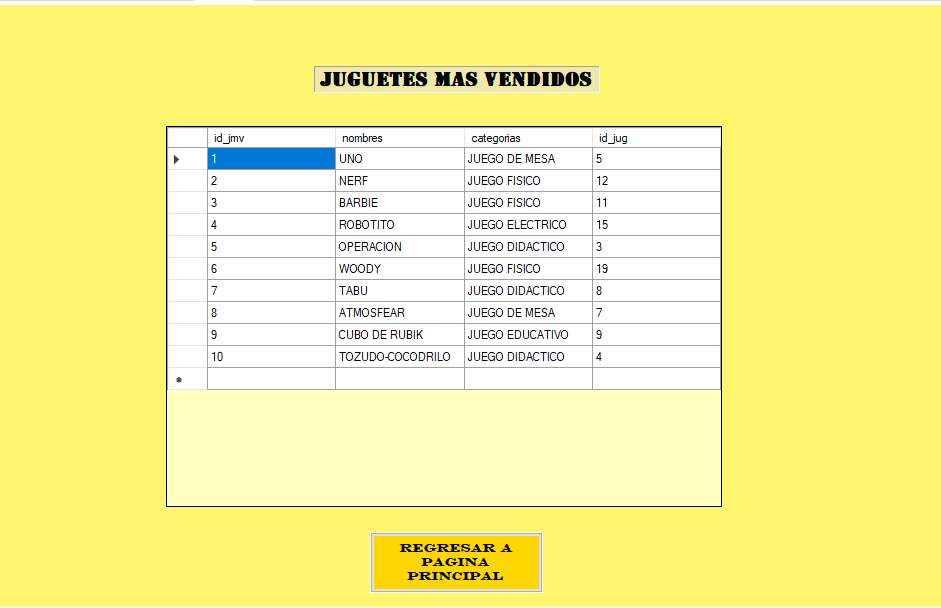 JUGUETES MAS VENDIDOS
id_jmv nombres categorias id_jug
1 UNO JUEGO DE MESA 5
2 NERF JUEGO FISICO 12
3 BARBIE JUEGO FISICO 11
4 ROBOTITO JUEGO ELECTRICO 15
5 OPERACION JUEGO DIDACTICO 3
6 WOODY JUEGO FISICO 19
7 TABU JUEGO DIDACTICO 8
8 ATMOSFEAR JUEGO DE MESA 7
9 CUBO DE RUBIK JUEGO EDUCATIVO 9
10 TOZUDO-COCODRILO JUEGO DIDACTICO 4
REGRESAR A
PAGINA
PRINCIPAL